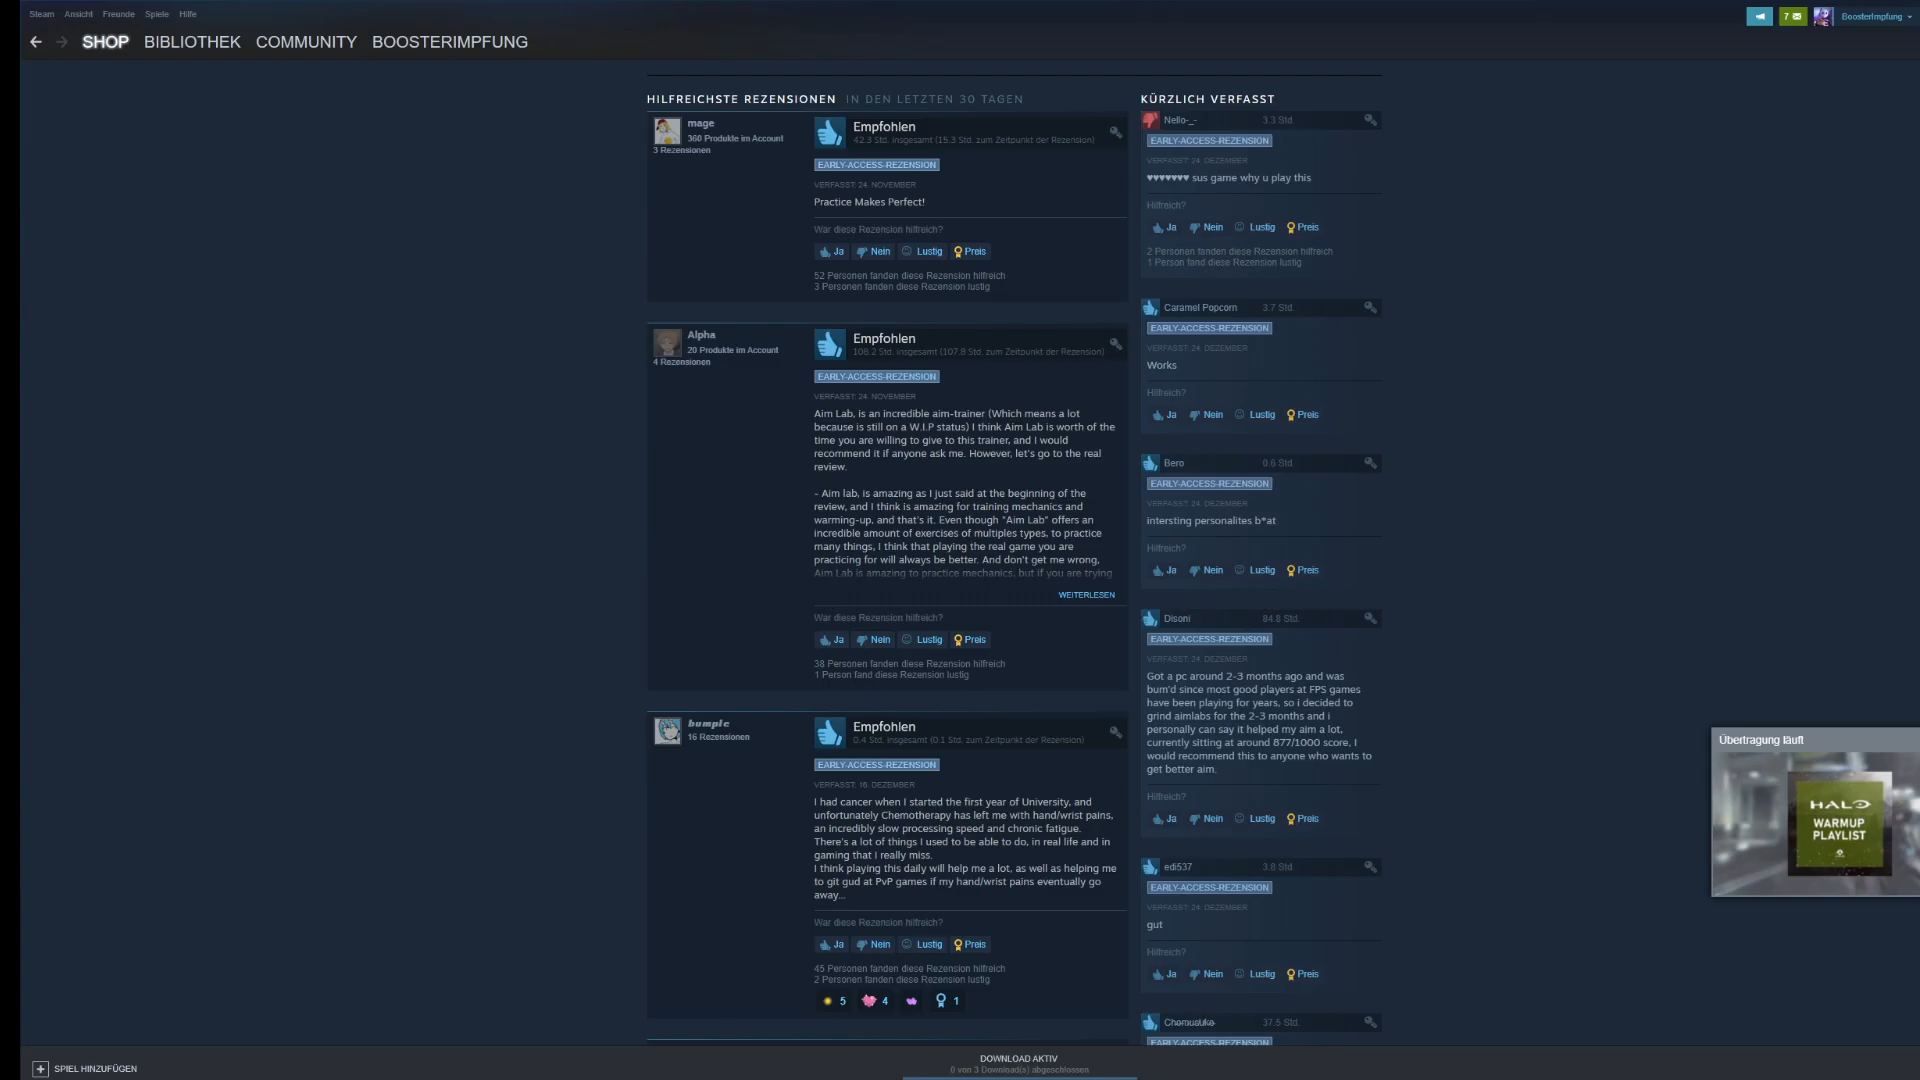 Steam Ansicht Freunde Spiele Hilfe
7
BoosterImpfung
SHOP BIBLIOTHEK COMMUNITY BOOSTERIMPFUNG
HILFREICHSTE REZENSIONEN IN DEN LETZTEN 30 TAGEN
mage
360 Produkte im Account
3 Rezensionen
Empfohlen
42.3 Std. insgesamt (15.3 Std. zum Zeitpunkt der Rezension)
EARLY-ACCESS-REZENSION
VERFASST: 24. NOVEMBER
Practice Makes Perfect!
War diese Rezension hilfreich?
Ja Nein Lustig Preis
52 Personen fanden diese Rezension hilfreich
3 Personen fanden diese Rezension lustig
Alpha
20 Produkte im Account
4 Rezensionen
Empfohlen
108.2 Std. insgesamt (107.8 Std. zum Zeitpunkt der Rezension)
EARLY-ACCESS-REZENSION
VERFASST: 24. NOVEMBER
Aim Lab, is an incredible aim-trainer (Which means a lot
because is still on a W.I.P status) I think Aim Lab is worth of the
time you are willing to give to this trainer, and I would
recommend it if anyone ask me. However, let's go to the real
review.
- Aim lab, is amazing as I just said at the beginning of the
review, and I think is amazing for training mechanics and
warming-up, and that's it. Even though "Aim Lab" offers an
incredible amount of exercises of multiples types, to practice
many things, I think that playing the real game you are
practicing for will always be better. And don't get me wrong,
Aim Lab is amazing to practice mechanics, but if you are trying
WEITERLESEN
War diese Rezension hilfreich?
Ja Nein Lustig Preis
38 Personen fanden diese Rezension hilfreich
1 Person fand diese Rezension lustig
bumple
16 Rezensionen
Empfohlen
0.4 Std. insgesamt (0.1 Std. zum Zeitpunkt der Rezension)
EARLY-ACCESS-REZENSION
VERFASST: 16. DEZEMBER
I had cancer when I started the first year of University, and
unfortunately Chemotherapy has left me with hand/wrist pains,
an incredibly slow processing speed and chronic fatigue.
There's a lot of things I used to be able to do, in real life and in
gaming that I really miss.
I think playing this daily will help me a lot, as well as helping me
to git gud at PvP games if my hand/wrist pains eventually go
away...
War diese Rezension hilfreich?
Ja Nein Lustig Preis
45 Personen fanden diese Rezension hilfreich
2 Personen fanden diese Rezension lustig
5 4 1
KÜRZLICH VERFASST
Nello-_- 3.3 Std.
EARLY-ACCESS-REZENSION
VERFASST: 24. DEZEMBER
♥♥♥♥♥♥♥ sus game why u play this
Hilfreich?
Ja Nein Lustig Preis
2 Personen fanden diese Rezension hilfreich
1 Person fand diese Rezension lustig
Caramel Popcorn 3.7 Std.
EARLY-ACCESS-REZENSION
VERFASST: 24. DEZEMBER
Works
Hilfreich?
Ja Nein Lustig Preis
Bero 0.6 Std.
EARLY-ACCESS-REZENSION
VERFASST: 24. DEZEMBER
intersting personalites b*at
Hilfreich?
Ja Nein Lustig Preis
Disoni 84.8 Std.
EARLY-ACCESS-REZENSION
VERFASST: 24. DEZEMBER
Got a pc around 2-3 months ago and was
bum'd since most good players at FPS games
have been playing for years, so i decided to
grind aimlabs for the 2-3 months and i
personally can say it helped my aim a lot,
currently sitting at around 877/1000 score, I
would recommend this to anyone who wants to
get better aim.
Hilfreich?
Ja Nein Lustig Preis
edi537 3.8 Std.
EARLY-ACCESS-REZENSION
VERFASST: 24. DEZEMBER
gut
Hilfreich?
Ja Nein Lustig Preis
37.5 Std.
EARLY-ACCESS-REZENSION
Übertragung läuft
HALO
WARMUP
PLAYLIST
SPIEL HINZUFÜGEN
DOWNLOAD AKTIV
0 von 3 Download(s) abgeschlossen